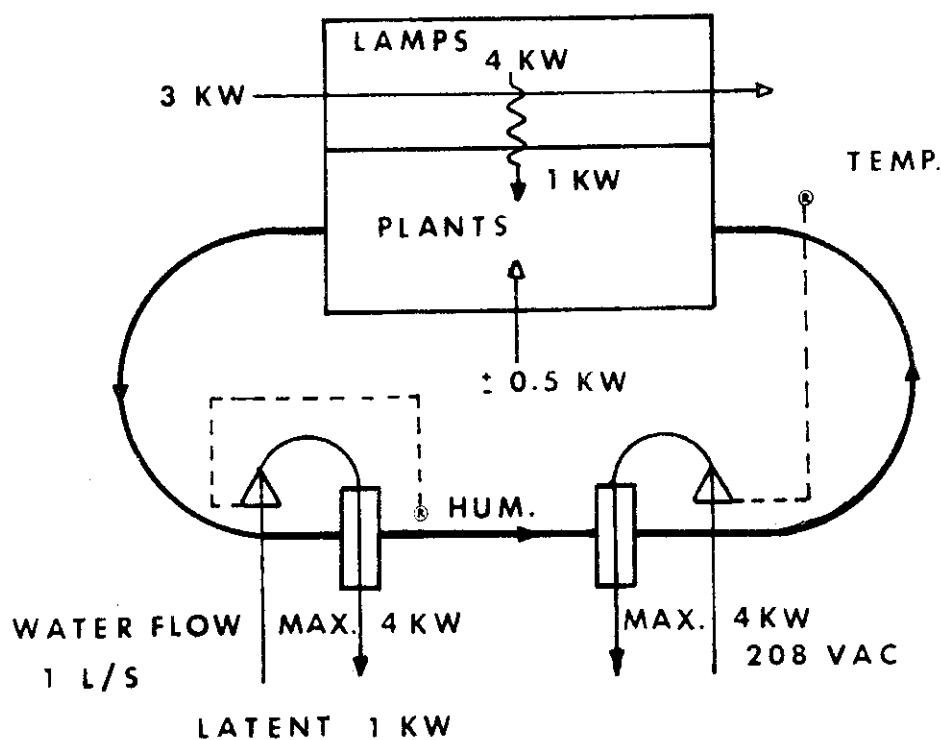 LAMPS
4 KW
3 KW
TEMP.
1 KW
®
PLANTS
± 0.5 KW
® HUM.
WATER FLOW MAX. 4 KW MAX. 4 KW
1 L/S 208 VAC
LATENT 1 KW